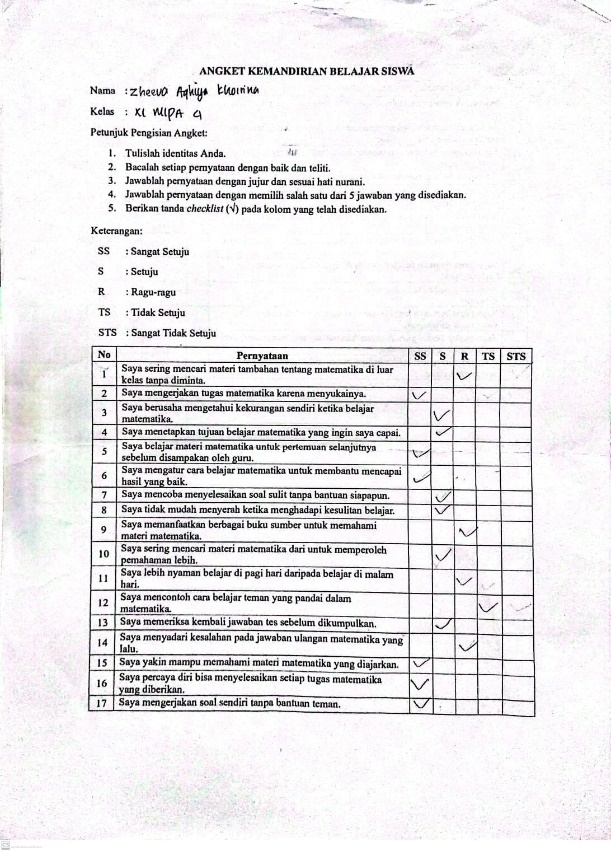 ANGKET KEMANDIRIAN BELAJAR SISWA
Nama : Zheeva Aghiya Khoirina
Kelas : XI MIPA 4
Petunjuk Pengisian Angket:
1. Tulislah identitas Anda.
2. Bacalah setiap pernyataan dengan baik dan teliti.
3. Jawablah pernyataan dengan jujur dan sesuai hati nurani.
4. Jawablah pernyataan dengan memilih salah satu dari 5 jawaban yang disediakan.
5. Berikan tanda checklist (√) pada kolom yang telah disediakan.
Keterangan:
SS : Sangat Setuju
S : Setuju
R : Ragu-ragu
TS : Tidak Setuju
STS : Sangat Tidak Setuju
No Pernyataan SS S R TS STS
1 Saya sering mencari materi tambahan tentang matematika di luar
kelas tanpa diminta. ✓
2 Saya mengerjakan tugas matematika karena menyukainya. ✓
3 Saya berusaha mengetahui kekurangan sendiri ketika belajar
matematika. ✓
4 Saya menetapkan tujuan belajar matematika yang ingin saya capai. ✓
5 Saya belajar materi matematika untuk pertemuan selanjutnya
sebelum disampakan oleh guru. ✓
6 Saya mengatur cara belajar matematika untuk membantu mencapai
hasil yang baik. ✓
7 Saya mencoba menyelesaikan soal sulit tanpa bantuan siapapun. ✓
8 Saya tidak mudah menyerah ketika menghadapi kesulitan belajar. ✓
9 Saya memanfaatkan berbagai buku sumber untuk memahami
materi matematika. ✓
10 Saya sering mencari materi matematika dari untuk memperoleh
pemahaman lebih. ✓
11 Saya lebih nyaman belajar di pagi hari daripada belajar di malam
hari. ✓
12 Saya mencontoh cara belajar teman yang pandai dalam
matematika. ✓
13 Saya memeriksa kembali jawaban tes sebelum dikumpulkan. ✓
14 Saya menyadari kesalahan pada jawaban ulangan matematika yang
lalu. ✓
15 Saya yakin mampu memahami materi matematika yang diajarkan. ✓
16 Saya percaya diri bisa menyelesaikan setiap tugas matematika
yang diberikan. ✓
17 Saya mengerjakan soal sendiri tanpa bantuan teman. ✓